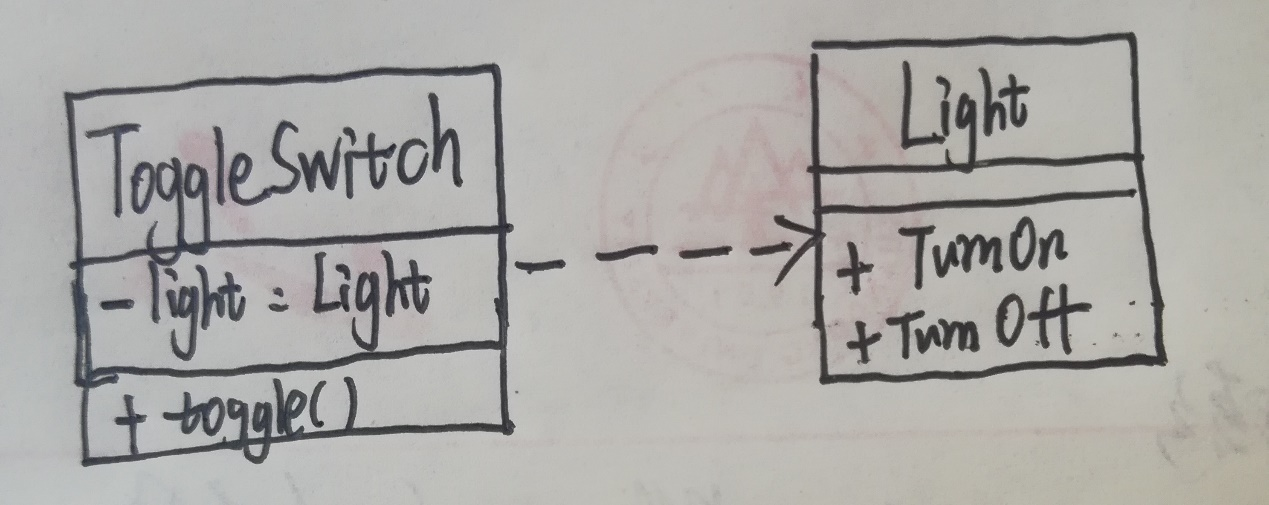 ToggleSwitch
- light : Light
+ toggle()
Light
+ TurnOn
+ TurnOff